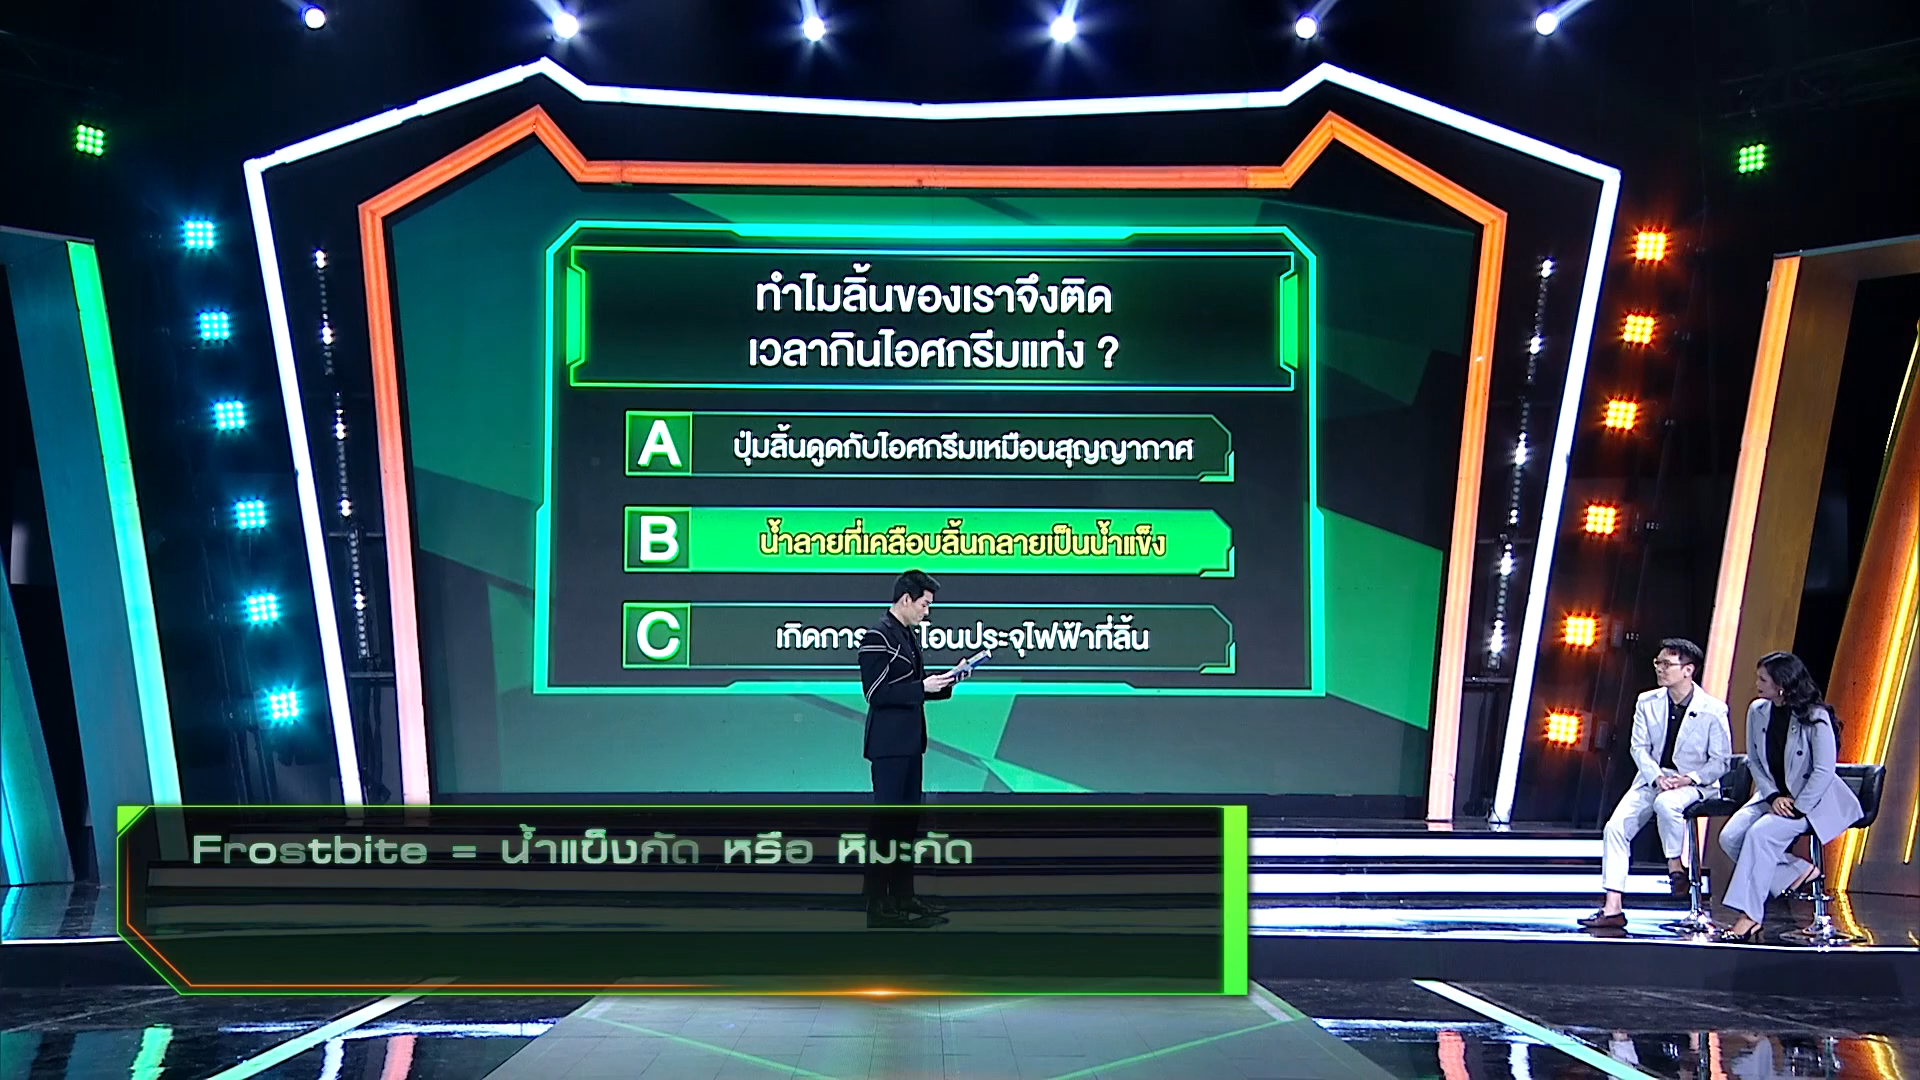 ทำไมลิ้นของเราจึงติด
เวลากินไอศกรีมแท่ง ?
A ปุ่มลิ้นดูดกับไอศกรีมเหมือนสุญญากาศ
B น้ำลายที่เคลือบลิ้นกลายเป็นน้ำแข็ง
C เกิดการ โอนประจุไฟฟ้าที่ลิ้น
Frostbite = น้ำแข็งกัด หรือ หิมะกัด